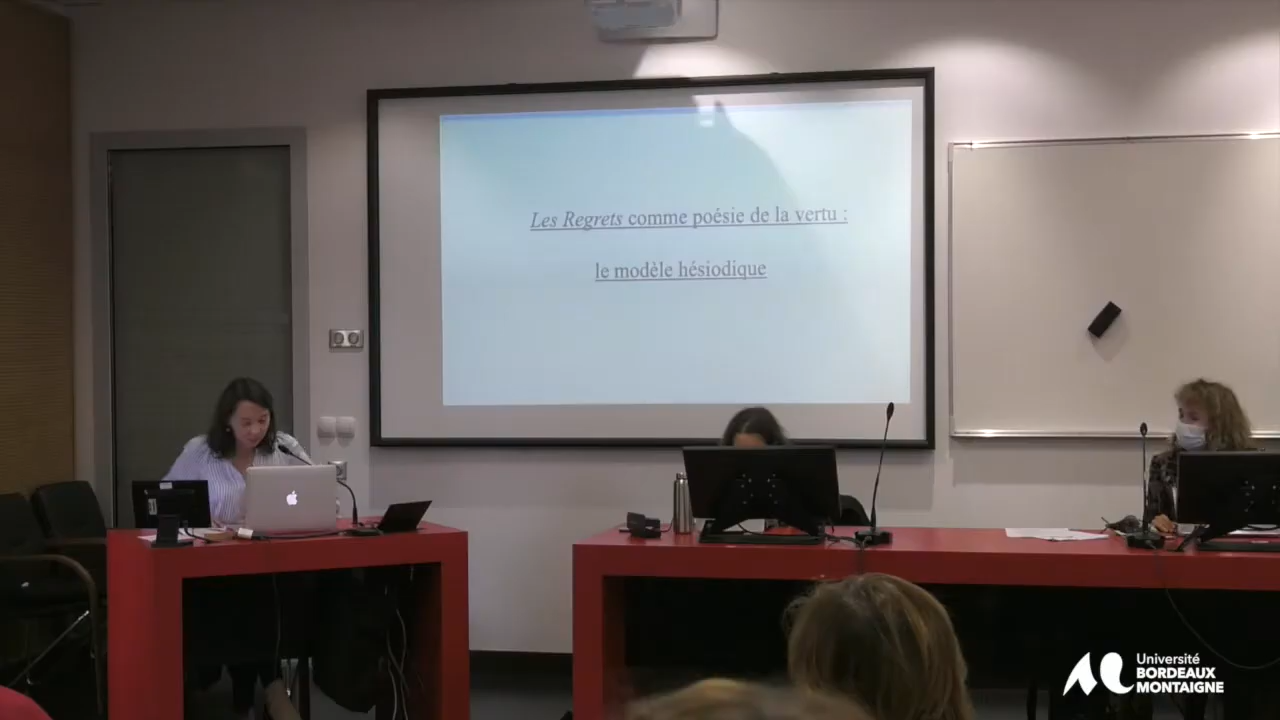 Les Regrets comme poésie de la vertu :
le modèle hésiodique
Université
BORDEAUX
MONTAIGNE